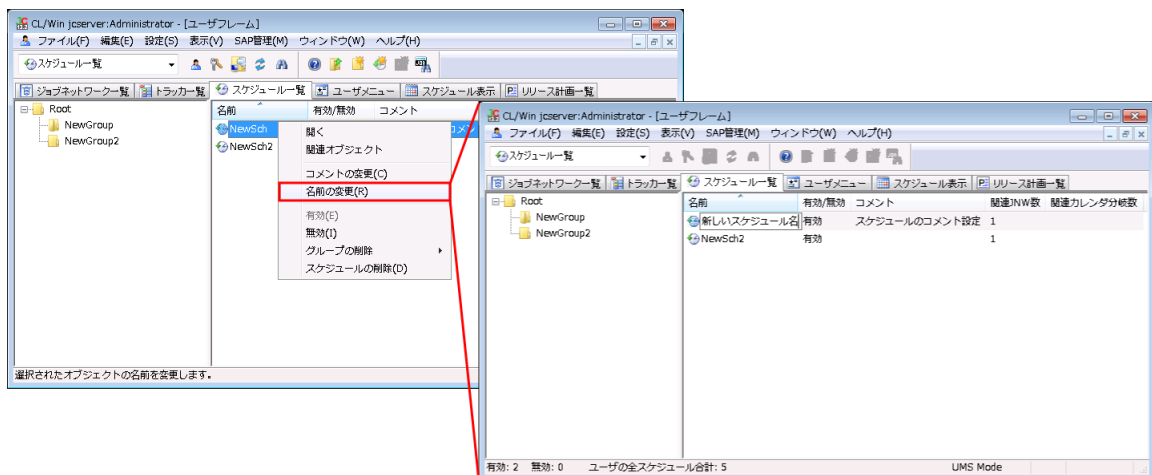 CL/Win jcserver:Administrator - [ユーザフレーム]
ファイル(F) 編集(E) 設定(S) 表示(V) SAP管理(M) ウィンドウ(W) ヘルプ(H)
スケジュール一覧
ジョブネットワーク一覧 トラッカ一覧 スケジュール一覧 ユーザメニュー スケジュール表示 リリース計画一覧
Root
NewGroup
NewGroup2
名前 有効/無効 コメント
NewSch
NewSch2
開く
関連オブジェクト
コメントの変更(C)
名前の変更(R)
有効(E)
無効(I)
グループの削除
スケジュールの削除(D)
選択されたオブジェクトの名前を変更します。
CL/Win jcserver:Administrator - [ユーザフレーム]
ファイル(F) 編集(E) 設定(S) 表示(V) SAP管理(M) ウィンドウ(W) ヘルプ(H)
スケジュール一覧
ジョブネットワーク一覧 トラッカ一覧 スケジュール一覧 ユーザメニュー スケジュール表示 リリース計画一覧
Root
NewGroup
NewGroup2
名前 有効/無効 コメント 関連JNW数 関連カレンダ分岐数
新しいスケジュール名 有効 スケジュールのコメント設定 1
NewSch2 有効 1
有効: 2 無効: 0 ユーザの全スケジュール合計: 5 UMS Mode